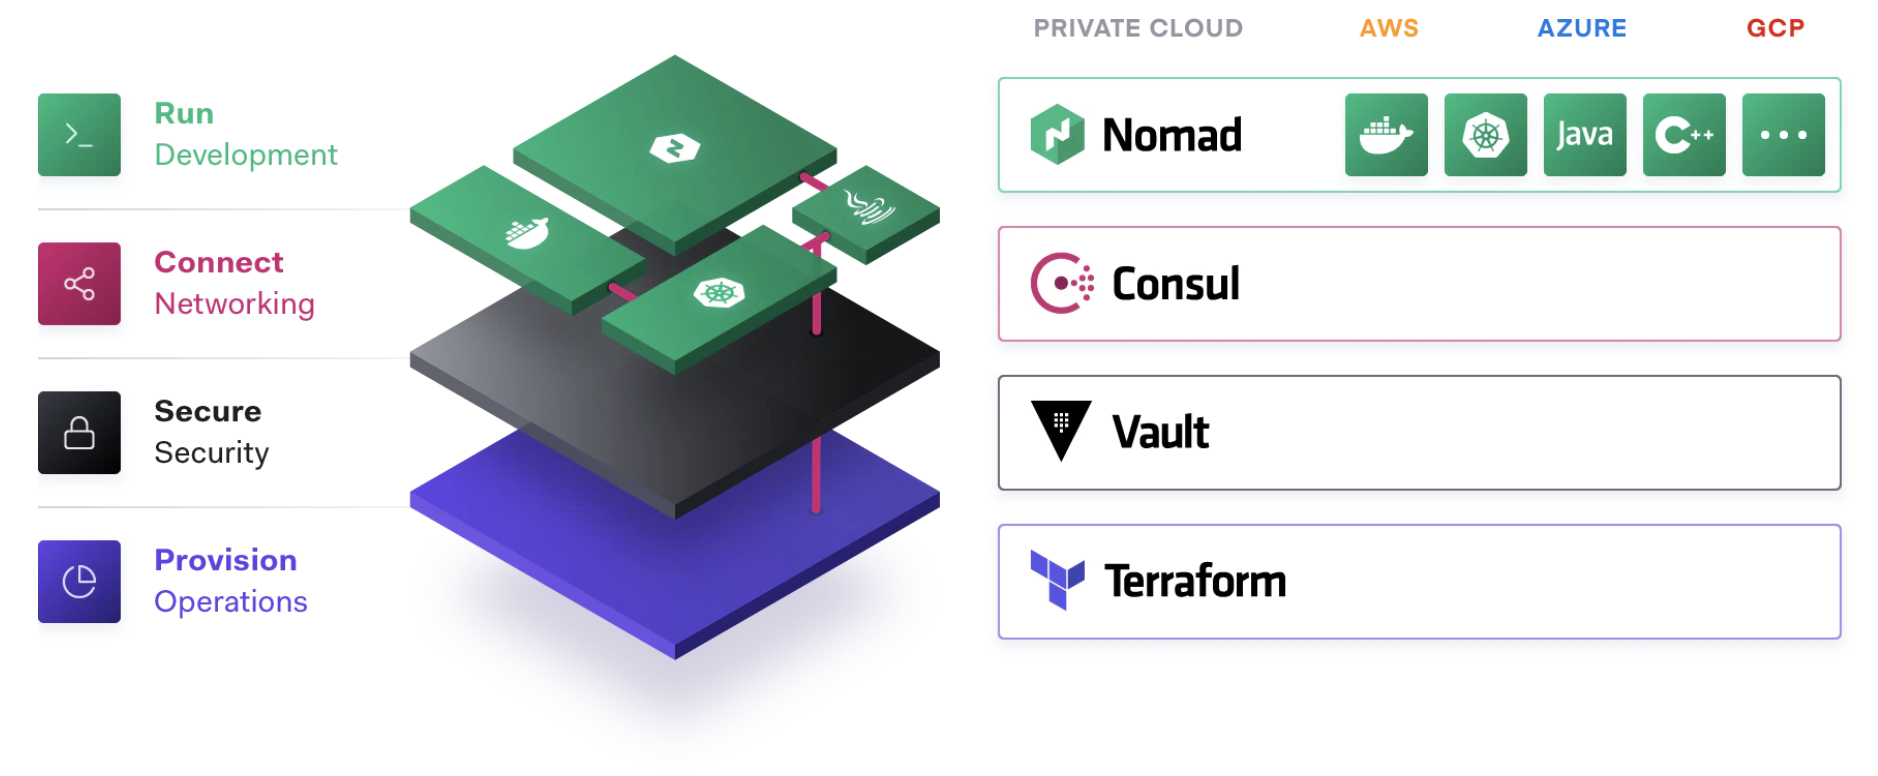 PRIVATE CLOUD AWS AZURE GCP
Run
Development
Nomad
Java
C++
Connect
Networking
Consul
Secure
Security
Vault
Provision
Operations
Terraform